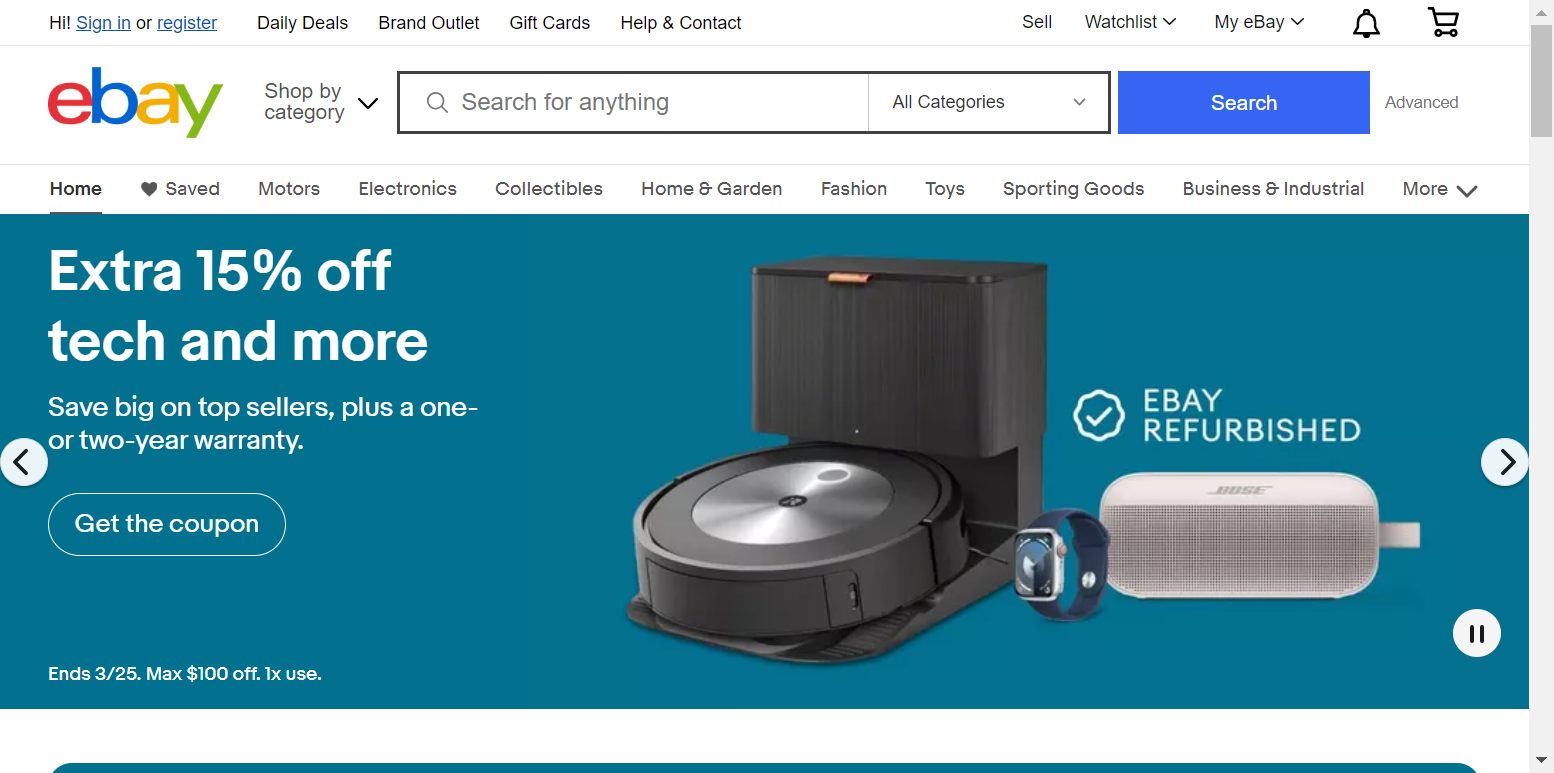 Hi! Sign in or register Daily Deals Brand Outlet Gift Cards Help & Contact Sell Watchlist My eBay
ebay
Shop by
category
Search for anything All Categories Search Advanced
Home Saved Motors Electronics Collectibles Home & Garden Fashion Toys Sporting Goods Business & Industrial More
Extra 15% off
tech and more
Save big on top sellers, plus a one-
or two-year warranty.
Get the coupon
Ends 3/25. Max $100 off. 1x use.
EBAY
REFURBISHED
BOSE